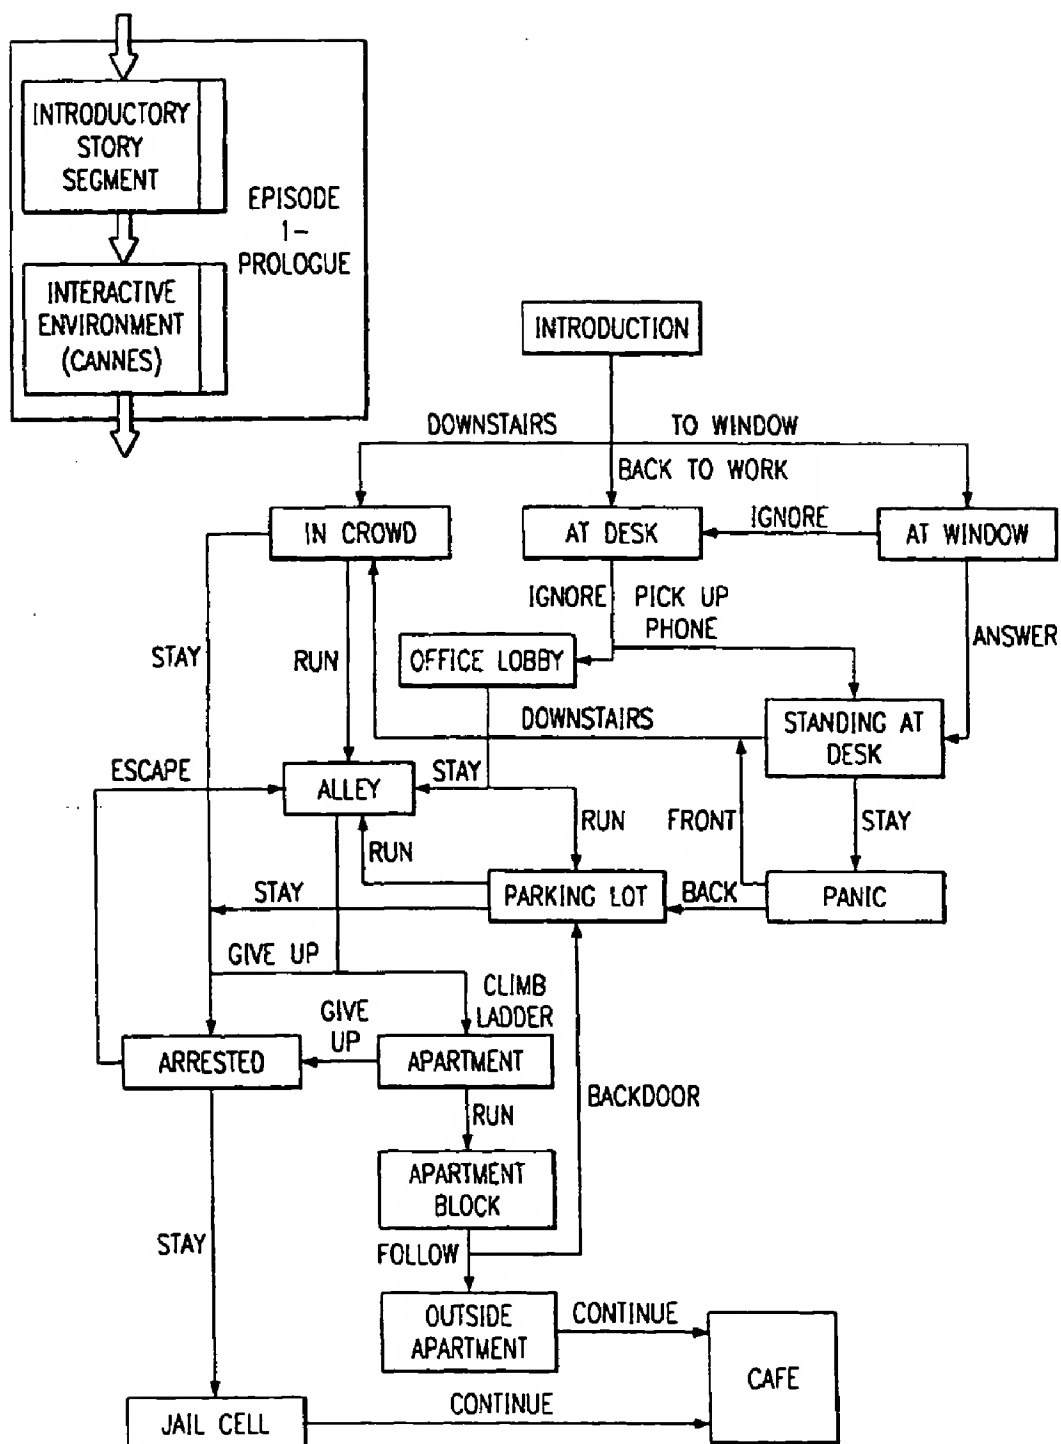 INTRODUCTORY
STORY
SEGMENT
EPISODE
1-
PROLOGUE
INTERACTIVE
ENVIRONMENT
(CANNES)
INTRODUCTION
DOWNSTAIRS
TO WINDOW
BACK TO WORK
IN CROWD
AT DESK
IGNORE
AT WINDOW
IGNORE
PICK UP
PHONE
ANSWER
STAY
RUN
OFFICE LOBBY
DOWNSTAIRS
STANDING AT
DESK
ESCAPE
ALLEY
STAY
RUN
FRONT
STAY
RUN
STAY
PARKING LOT
BACK
PANIC
GIVE UP
CLIMB
LADDER
GIVE
UP
ARRESTED
APARTMENT
BACKDOOR
RUN
APARTMENT
BLOCK
STAY
FOLLOW
OUTSIDE
APARTMENT
CONTINUE
CAFE
JAIL CELL
CONTINUE